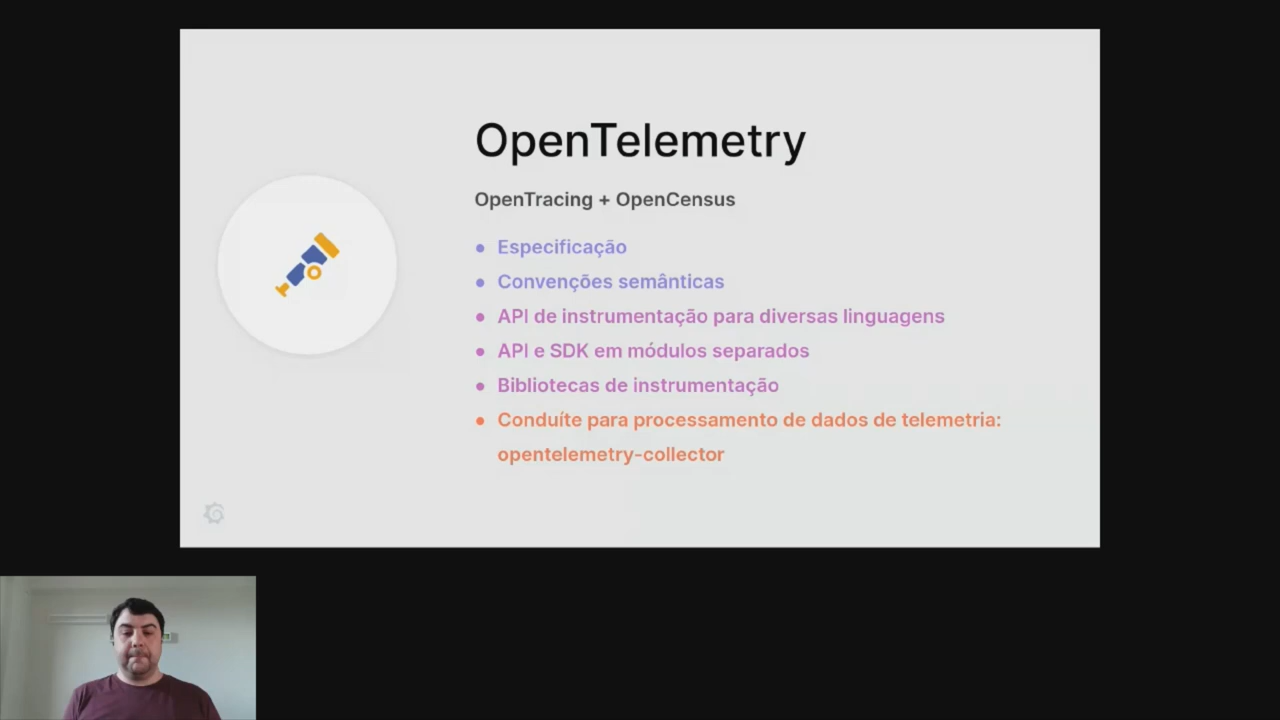 OpenTelemetry
OpenTracing + OpenCensus
● Especificação
● Convenções semânticas
● API de instrumentação para diversas linguagens
● API e SDK em módulos separados
● Bibliotecas de instrumentação
● Conduíte para processamento de dados de telemetria:
opentelemetry-collector